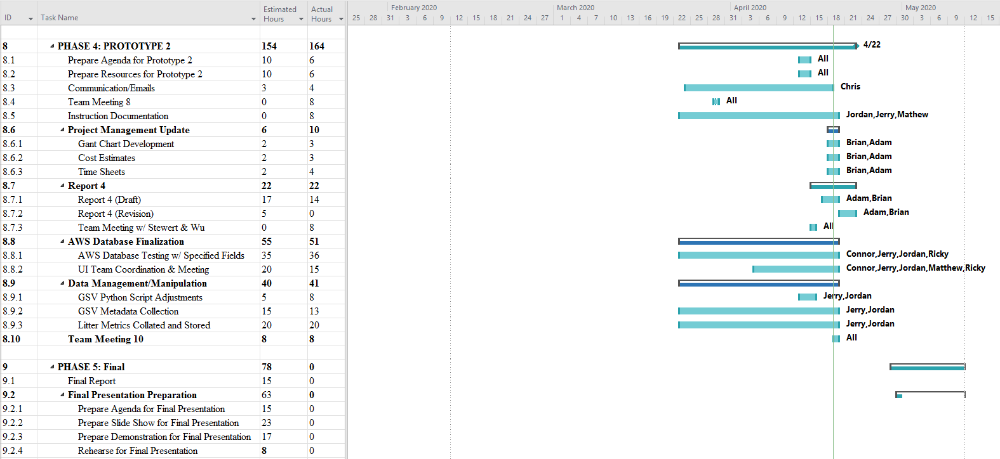 February 2020 March 2020 April 2020 May 2020
ID Task Name Estimated Hours Actual Hours 25 28 31 3 6 9 12 15 18 21 24 27 1 4 7 10 13 16 19 22 25 28 31 3 6 9 12 15 18 21 24 27 30 3 6 9 12 15
8 PHASE 4: PROTOTYPE 2 154 164 4/22
8.1 Prepare Agenda for Prototype 2 10 6 All
8.2 Prepare Resources for Prototype 2 10 6 All
8.3 Communication/Emails 3 4 Chris
8.4 Team Meeting 8 0 8 All
8.5 Instruction Documentation 0 8 Jordan,Jerry,Mathew
8.6 Project Management Update 6 10
8.6.1 Gant Chart Development 2 3 Brian,Adam
8.6.2 Cost Estimates 2 3 Brian,Adam
8.6.3 Time Sheets 2 4 Brian,Adam
8.7 Report 4 22 22
8.7.1 Report 4 (Draft) 17 14 Adam,Brian
8.7.2 Report 4 (Revision) 5 0 Adam,Brian
8.7.3 Team Meeting w/ Stewert & Wu 0 8 All
8.8 AWS Database Finalization 55 51
8.8.1 AWS Database Testing w/ Specified Fields 35 36 Connor,Jerry,Jordan,Ricky
8.8.2 UI Team Coordination & Meeting 20 15 Connor,Jerry,Jordan,Matthew,Ricky
8.9 Data Management/Manipulation 40 41
8.9.1 GSV Python Script Adjustments 5 8 Jerry,Jordan
8.9.2 GSV Metadata Collection 15 13 Jerry,Jordan
8.9.3 Litter Metrics Collated and Stored 20 20 Jerry,Jordan
8.10 Team Meeting 10 8 8 All
9 PHASE 5: Final 78 0
9.1 Final Report 15 0
9.2 Final Presentation Preparation 63 0
9.2.1 Prepare Agenda for Final Presentation 15 0
9.2.2 Prepare Slide Show for Final Presentation 23 0
9.2.3 Prepare Demonstration for Final Presentation 17 0
9.2.4 Rehearse for Final Presentation 8 0